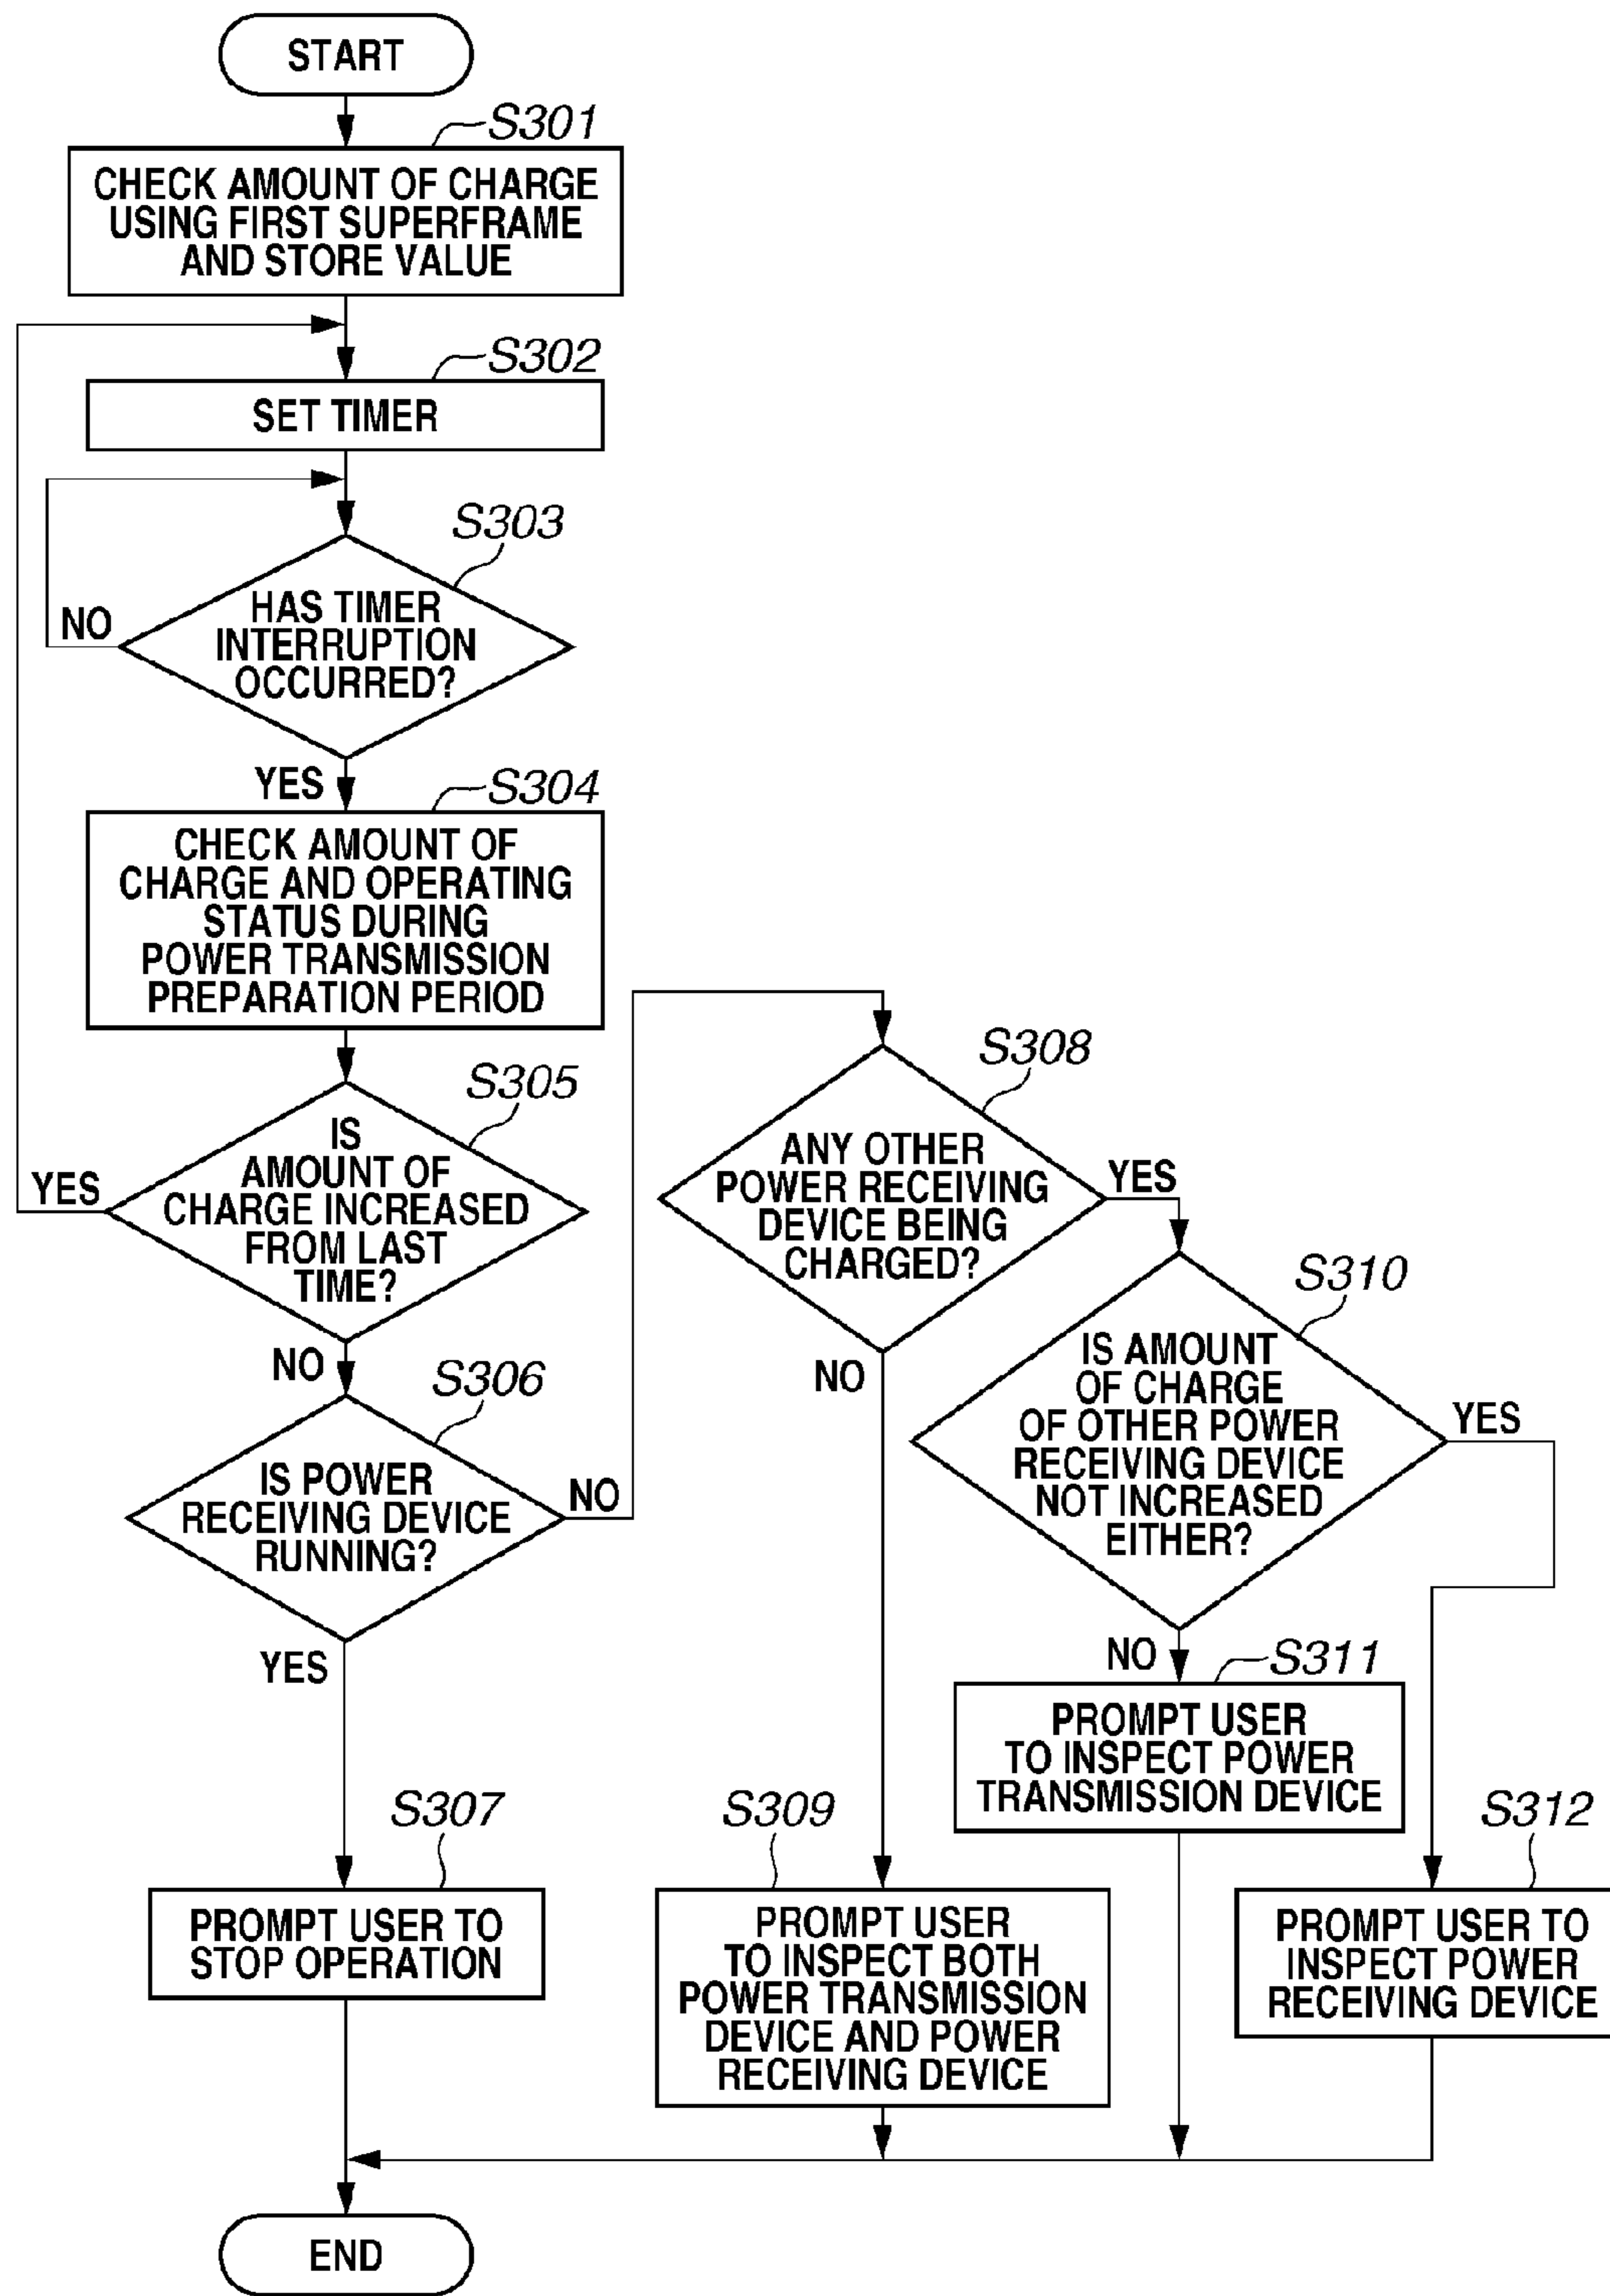 START
S301
CHECK AMOUNT OF CHARGE
USING FIRST SUPERFRAME
AND STORE VALUE
S302
SET TIMER
S303
HAS TIMER
INTERRUPTION
OCCURRED?
NO
YES
S304
CHECK AMOUNT OF
CHARGE AND OPERATING
STATUS DURING
POWER TRANSMISSION
PREPARATION PERIOD
S305
IS
AMOUNT OF
CHARGE INCREASED
FROM LAST
TIME?
YES
NO
S306
IS POWER
RECEIVING DEVICE
RUNNING?
NO
YES
S307
PROMPT USER TO
STOP OPERATION
S308
ANY OTHER
POWER RECEIVING
DEVICE BEING
CHARGED?
YES
NO
S309
PROMPT USER
TO INSPECT BOTH
POWER TRANSMISSION
DEVICE AND POWER
RECEIVING DEVICE
S310
IS AMOUNT
OF CHARGE
OF OTHER POWER
RECEIVING DEVICE
NOT INCREASED
EITHER?
YES
NO
S311
PROMPT USER
TO INSPECT POWER
TRANSMISSION DEVICE
S312
PROMPT USER TO
INSPECT POWER
RECEIVING DEVICE
END